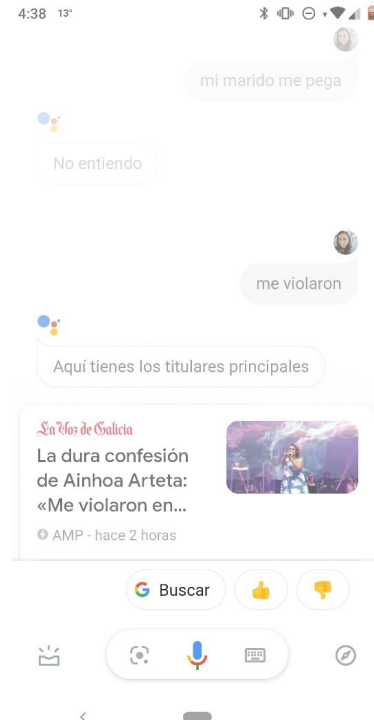 4:38 13°
mi marido me pega
No entiendo
me violaron
Aquí tienes los titulares principales
La Voz de Galicia
La dura confesión
de Ainhoa Arteta:
«Me violaron en...
AMP - hace 2 horas
Buscar